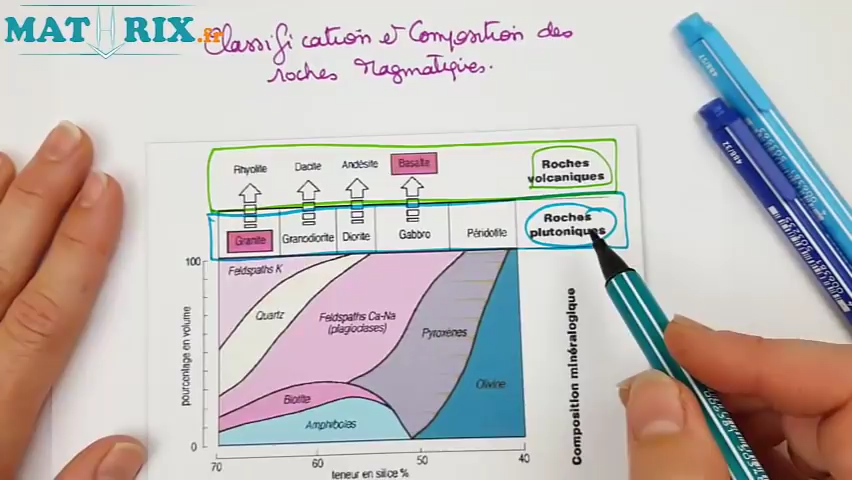 MATHRIX.fr
Classification et Composition des
roches Magmatiques.
Rhyolite Dacite Andésite Basalte Roches
volcaniques
Granite Granodiorite Diorite Gabbro Péridotite Roches
plutoniques
100
Feldspaths K
Quartz
Feldspaths Ca-Na
(plagioclases)
Pyroxènes
Olivine
Biotite
Amphiboles
0
pourcentage en volume
70 60 50 40
teneur en silice %
Composition minéralogique